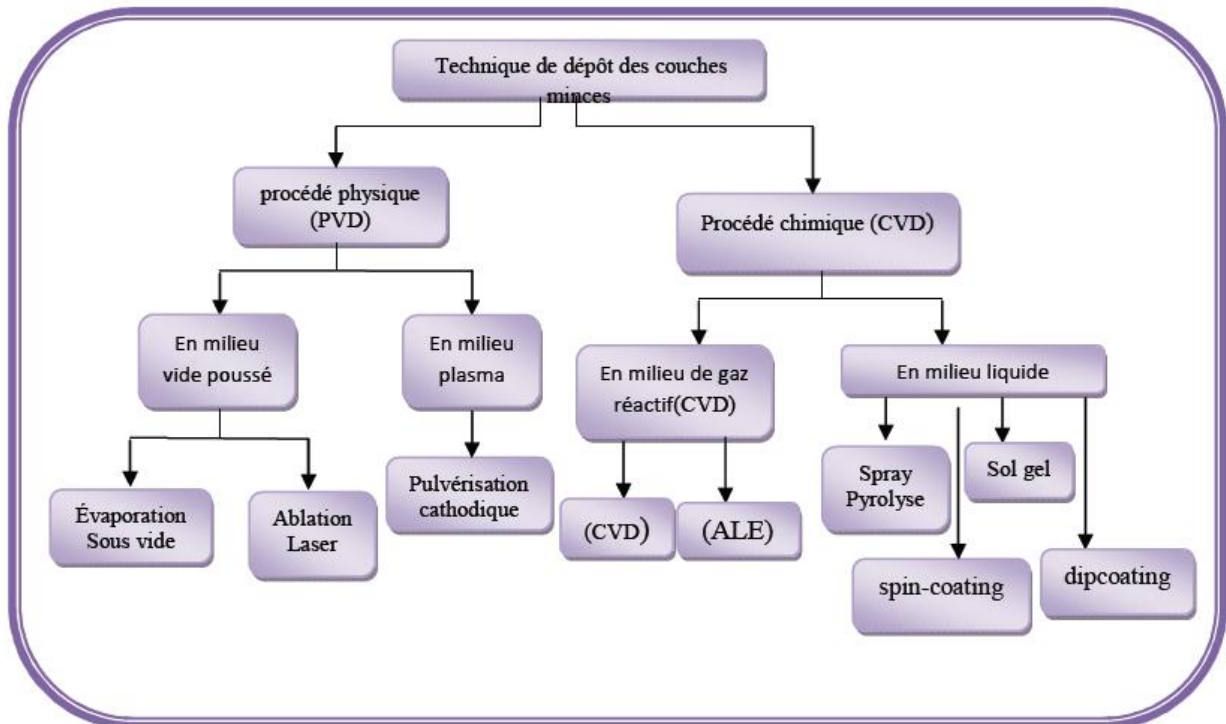 Technique de dépôt des couches
minces
procédé physique
(PVD)
Procédé chimique (CVD)
En milieu
vide poussé
En milieu
plasma
En milieu de gaz
réactif(CVD)
En milieu liquide
Évaporation
Sous vide
Ablation
Laser
Pulvérisation
cathodique
(CVD)
(ALE)
Spray
Pyrolyse
Sol gel
spin-coating
dipcoating